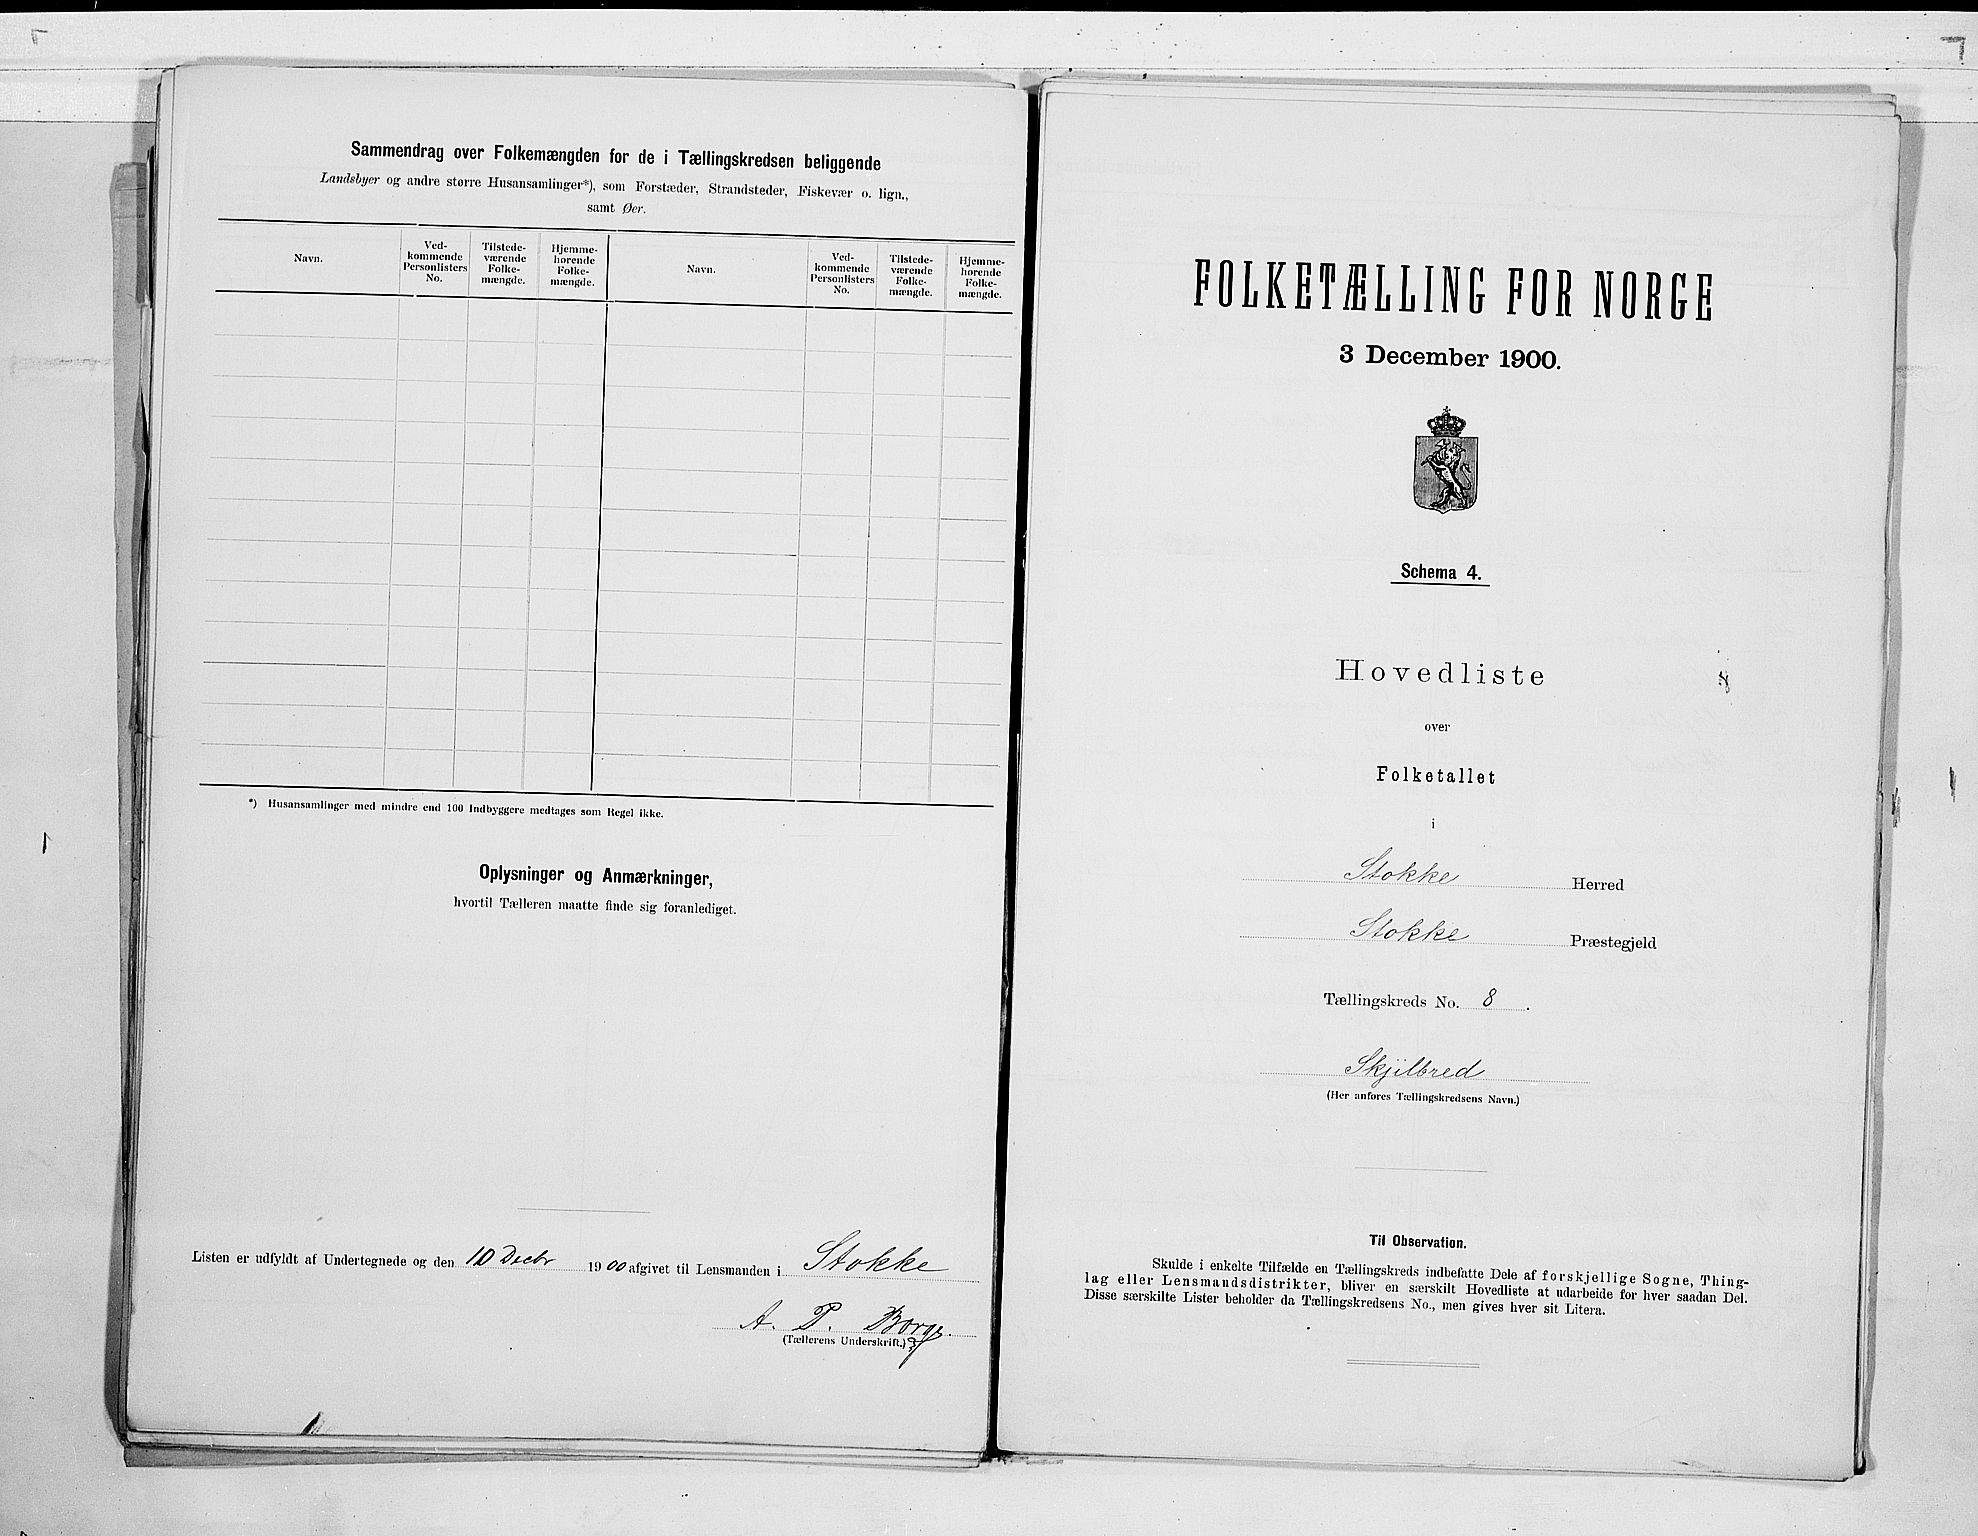 Sammendrag over Folkemængden for de i Tællingskredsen beliggende
Landsbyer og andre større Husansamlinger*), som Forstæder, Strandsteder, Fiskevær o. lign.,
samt Øer.
Navn.
Ved-
kommende
Personlisters
No.
Tilstede-
værende
Folke-
mængde.
Hjemme-
hørende
Folke-
mængde.
Navn.
Ved-
kommende
Personlisters
No.
Tilstede-
værende
Folke-
mængde.
Hjemme-
hørende
Folke-
mængde.
*) Husansamlinger med mindre end 100 Indbyggere medtages som Regel ikke.
Oplysninger og Anmærkninger,
hvortil Tælleren maatte finde sig foranlediget.
Listen er udfyldt af Undertegnede og den 10 Decbr 1900 afgivet til Lensmanden i Stokke
A. P. Borge
(Tællerens Underskrift.)
FOLKETÆLLING FOR NORGE
3 December 1900.
Schema 4.
Hovedliste
8
over
Folketallet
i
Stokke Herred
Stokke Præstegjeld
Tællingskreds No. 8.
Skjilbred
(Her anføres Tællingskredsens Navn.)
Til Observation.
Skulde i enkelte Tilfælde en Tællingskreds indbefatte Dele af forskjellige Sogne, Thing-
lag eller Lensmandsdistrikter, bliver en særskilt Hovedliste at udarbeide for hver saadan Del.
Disse særskilte Lister beholder da Tællingskredsens No., men gives hver sit Litera.